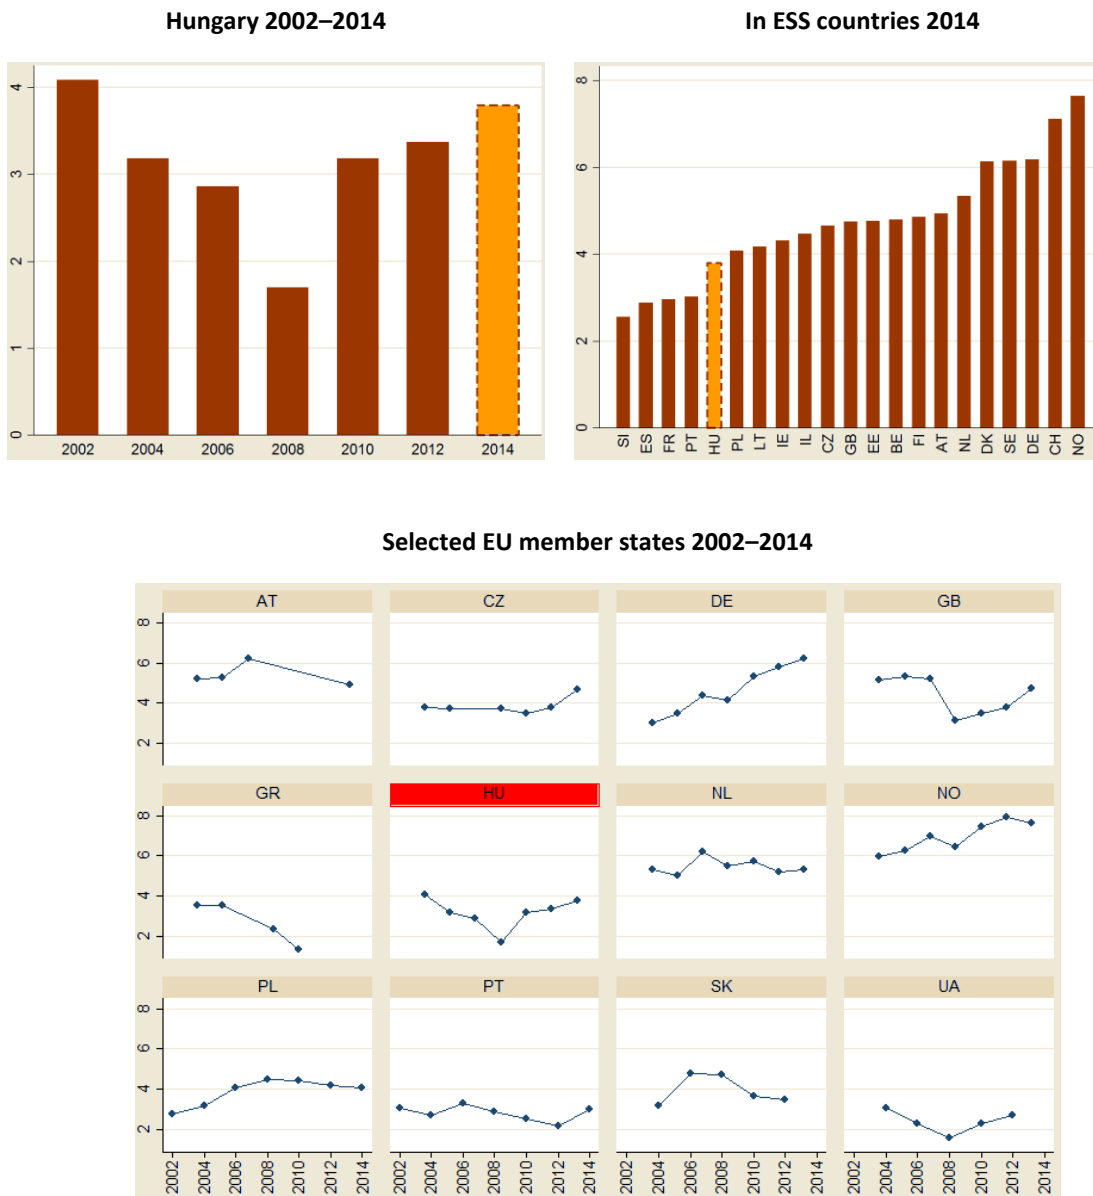 Hungary 2002–2014
In ESS countries 2014
4
3
2
1
0
2002 2004 2006 2008 2010 2012 2014
8
6
4
2
0
SI ES FR PT HU PL LT IE IL CZ GB EE BE FI AT NL DK SE DE CH NO
Selected EU member states 2002–2014
AT CZ DE GB
8
6
4
2
GR HU NL NO
8
6
4
2
PL PT SK UA
8
6
4
2
2002 2004 2006 2008 2010 2012 2014 2002 2004 2006 2008 2010 2012 2014 2002 2004 2006 2008 2010 2012 2014 2002 2004 2006 2008 2010 2012 2014